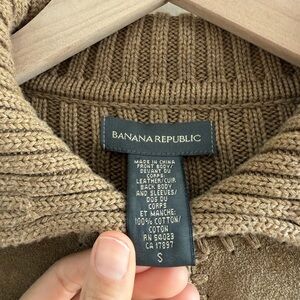 BANANA REPUBLIC
MADE IN CHINA
FRONT BODY/
DEVANT DU
CORPS:
LEATHER/CUIR
BACK BODY
AND SLEEVES/
DOS DU
CORPS
ET MANCHE:
100% COTTON/
COTON
RN 54023
CA 17897
S